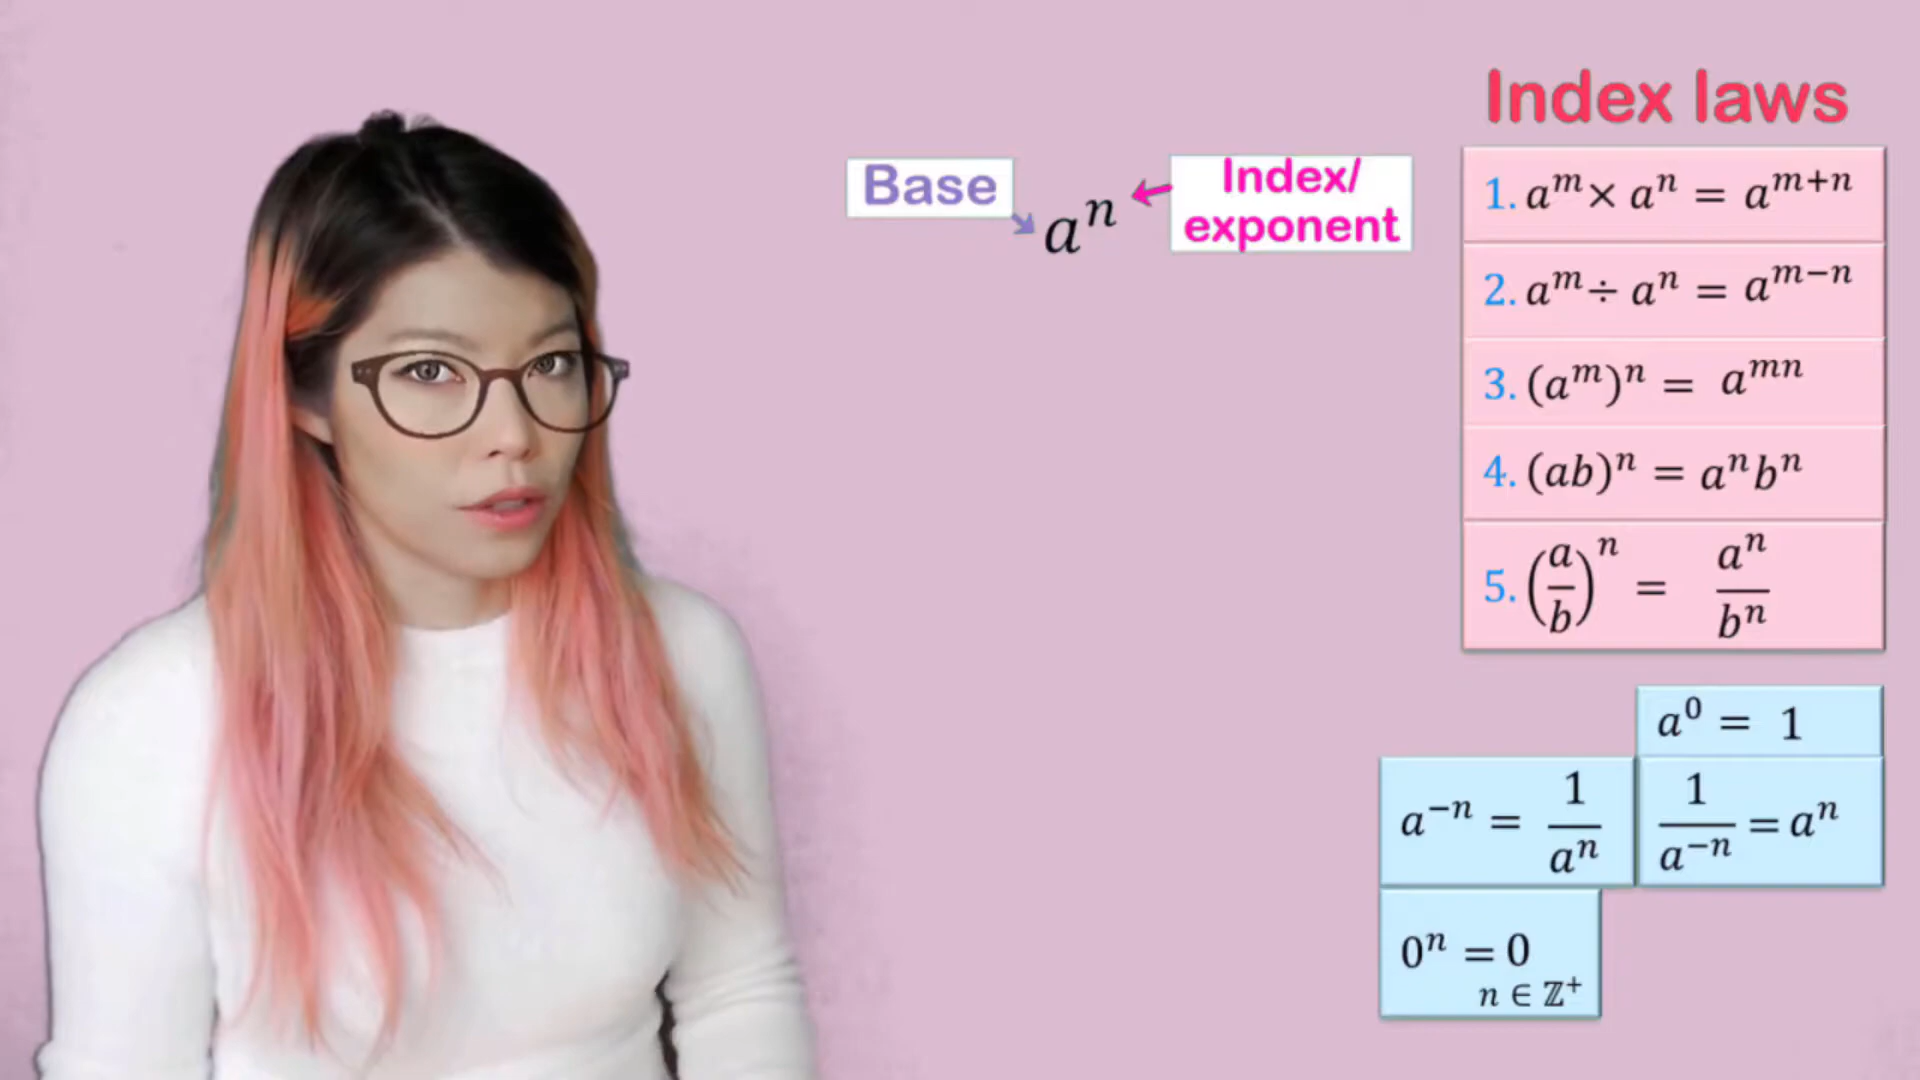 Index laws
Base
aⁿ
Index/
exponent
1. aᵐ × aⁿ = aᵐ⁺ⁿ
2. aᵐ ÷ aⁿ = aᵐ⁻ⁿ
3. (aᵐ)ⁿ = aᵐⁿ
4. (ab)ⁿ = aⁿbⁿ
5. (a/b)ⁿ = aⁿ/bⁿ
a⁰ = 1
a⁻ⁿ = 1/aⁿ
1/a⁻ⁿ = aⁿ
0ⁿ = 0
n ∈ ℤ⁺